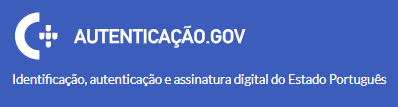 AUTENTICAÇÃO.GOV
Identificação, autenticação e assinatura digital do Estado Português